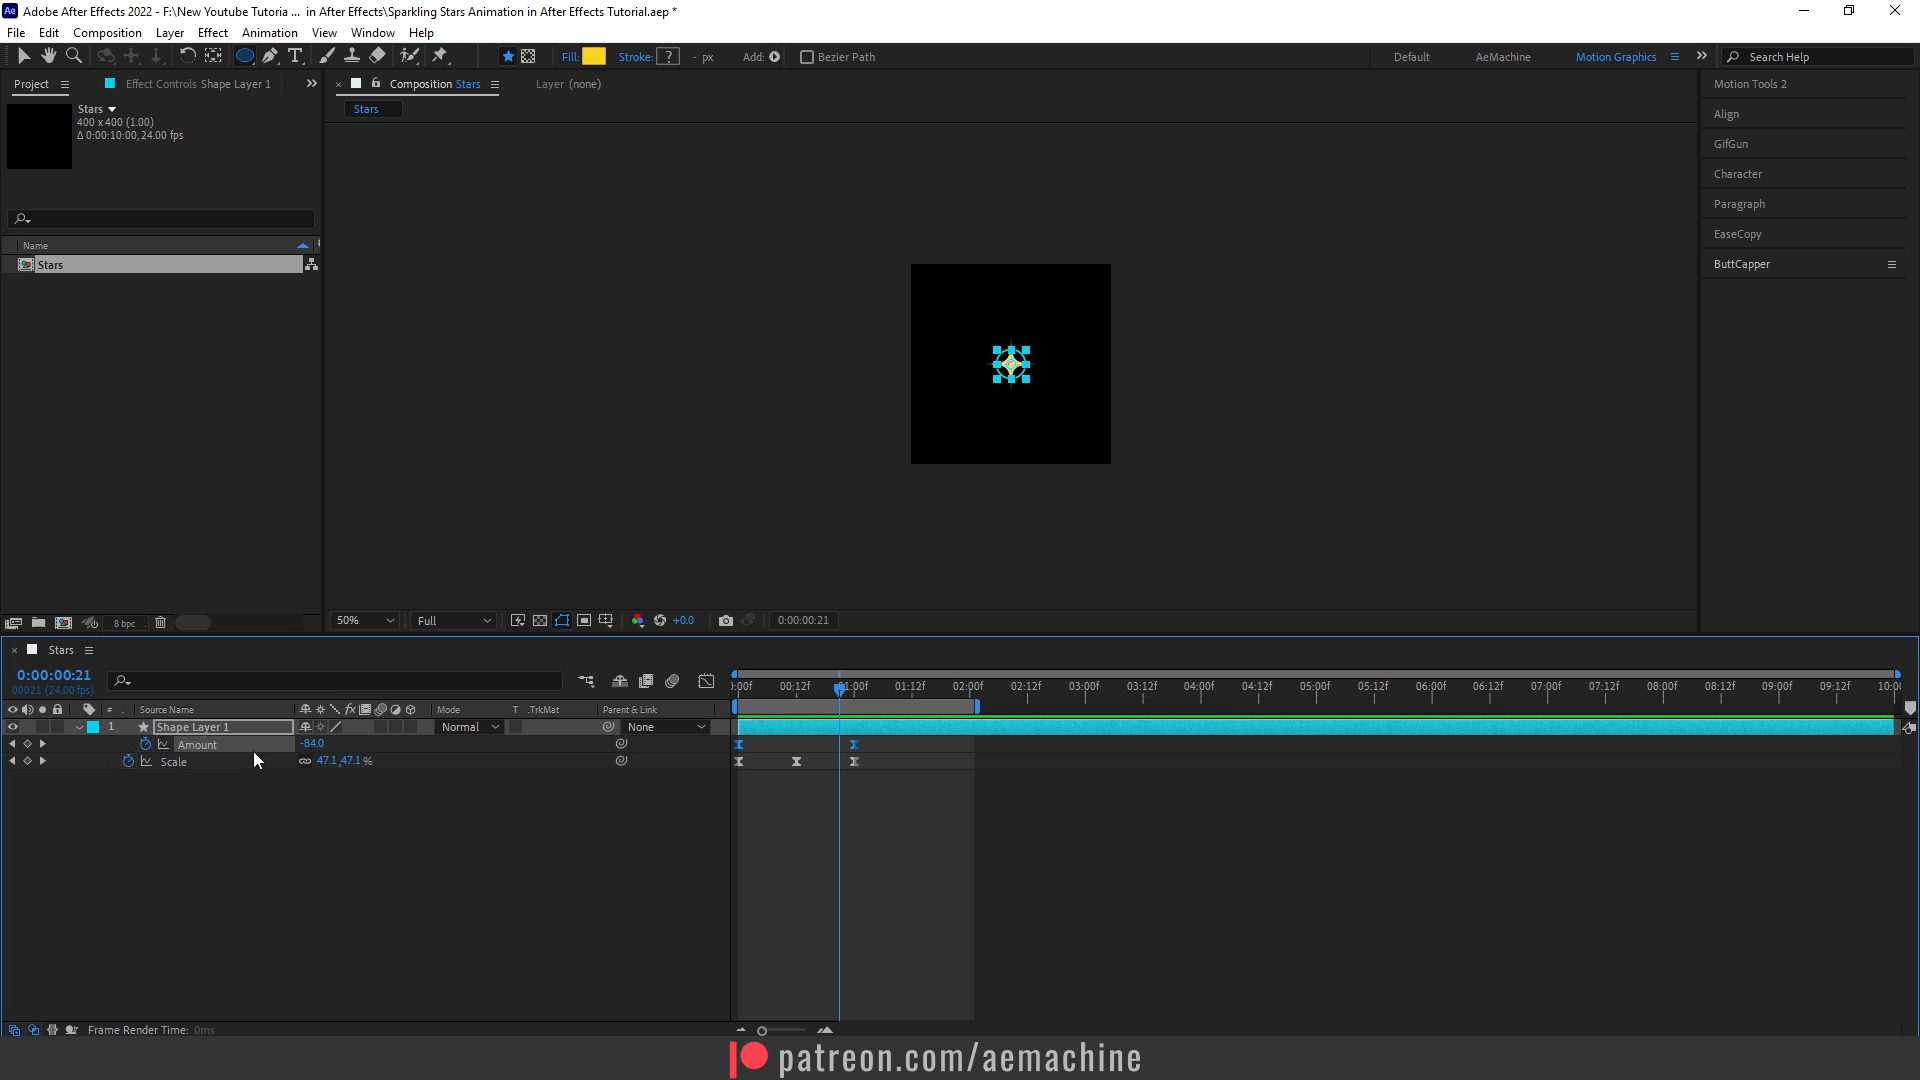 Ae Adobe After Effects 2022 - F:\New Youtube Tutoria ... in After Effects\Sparkling Stars Animation in After Effects Tutorial.aep *
File Edit Composition Layer Effect Animation View Window Help
Fill: Stroke: ? - px Add: Bezier Path Default AeMachine Motion Graphics Search Help
Project Effect Controls Shape Layer 1 Composition Stars Layer (none) Motion Tools 2
Stars
400 x 400 (1.00)
Δ 0:00:10:00, 24.00 fps
Stars
Align
GifGun
Character
Paragraph
EaseCopy
ButtCapper
Name
Stars
8 bpc 50% Full +0.0 0:00:00:21
Stars
0:00:00:21
00021 (24.00 fps)
00:12f 01:12f 02:00f 02:12f 03:00f 03:12f 04:00f 04:12f 05:00f 05:12f 06:00f 06:12f 07:00f 07:12f 08:00f 08:12f 09:00f 09:12f
# . Source Name Mode T .TrkMat Parent & Link
1 Shape Layer 1 Normal None
Amount -84.0
Scale 47.1,47.1 %
Frame Render Time: 0ms
patreon.com/aemachine